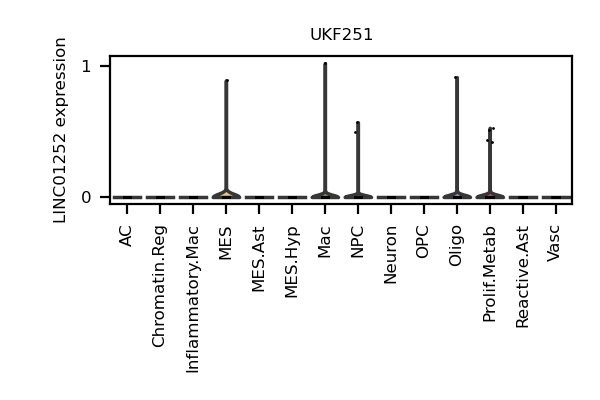 UKF251
LINC01252 expression
1
0
AC
Chromatin.Reg
Inflammatory.Mac
MES
MES.Ast
MES.Hyp
Mac
NPC
Neuron
OPC
Oligo
Prolif.Metab
Reactive.Ast
Vasc